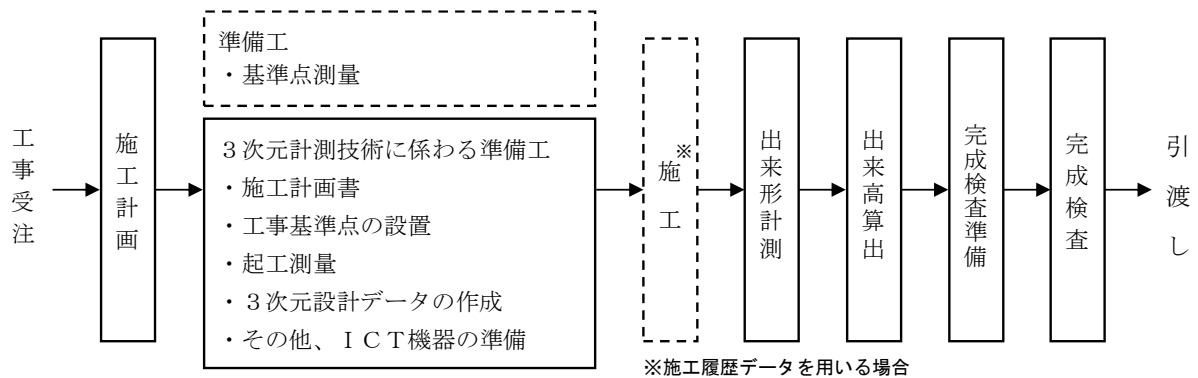 工事受注
施工計画
準備工
・基準点測量
３次元計測技術に係わる準備工
・施工計画書
・工事基準点の設置
・起工測量
・３次元設計データの作成
・その他、ＩＣＴ機器の準備
施工※
出来形計測
出来高算出
完成検査準備
完成検査
引渡し
※施工履歴データを用いる場合